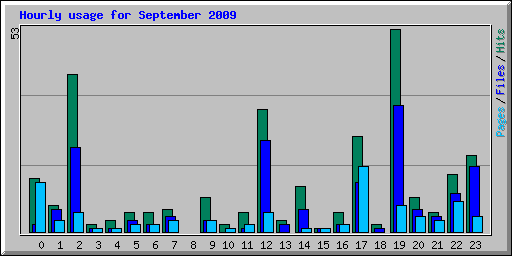 Hourly usage for September 2009
53
Pages / Files / Hits
0 1 2 3 4 5 6 7 8 9 10 11 12 13 14 15 16 17 18 19 20 21 22 23